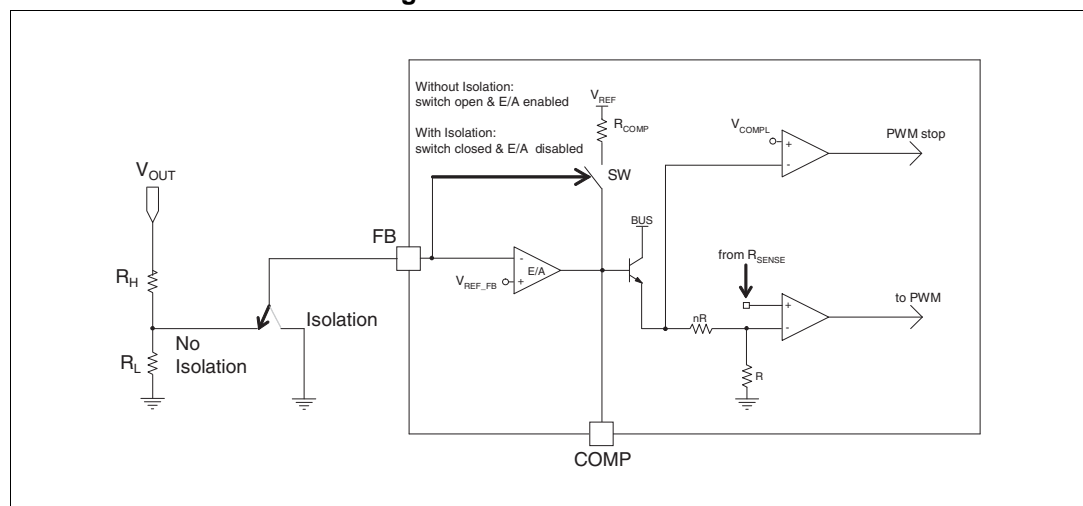 g
Without Isolation:
switch open & E/A enabled
With Isolation:
switch closed & E/A disabled
VREF
RCOMP
SW
VCOMPL
+
-
PWM stop
VOUT
RH
RL
No
Isolation
Isolation
FB
-
E/A
VREF_FB
+
BUS
from RSENSE
nR
R
+
-
to PWM
COMP